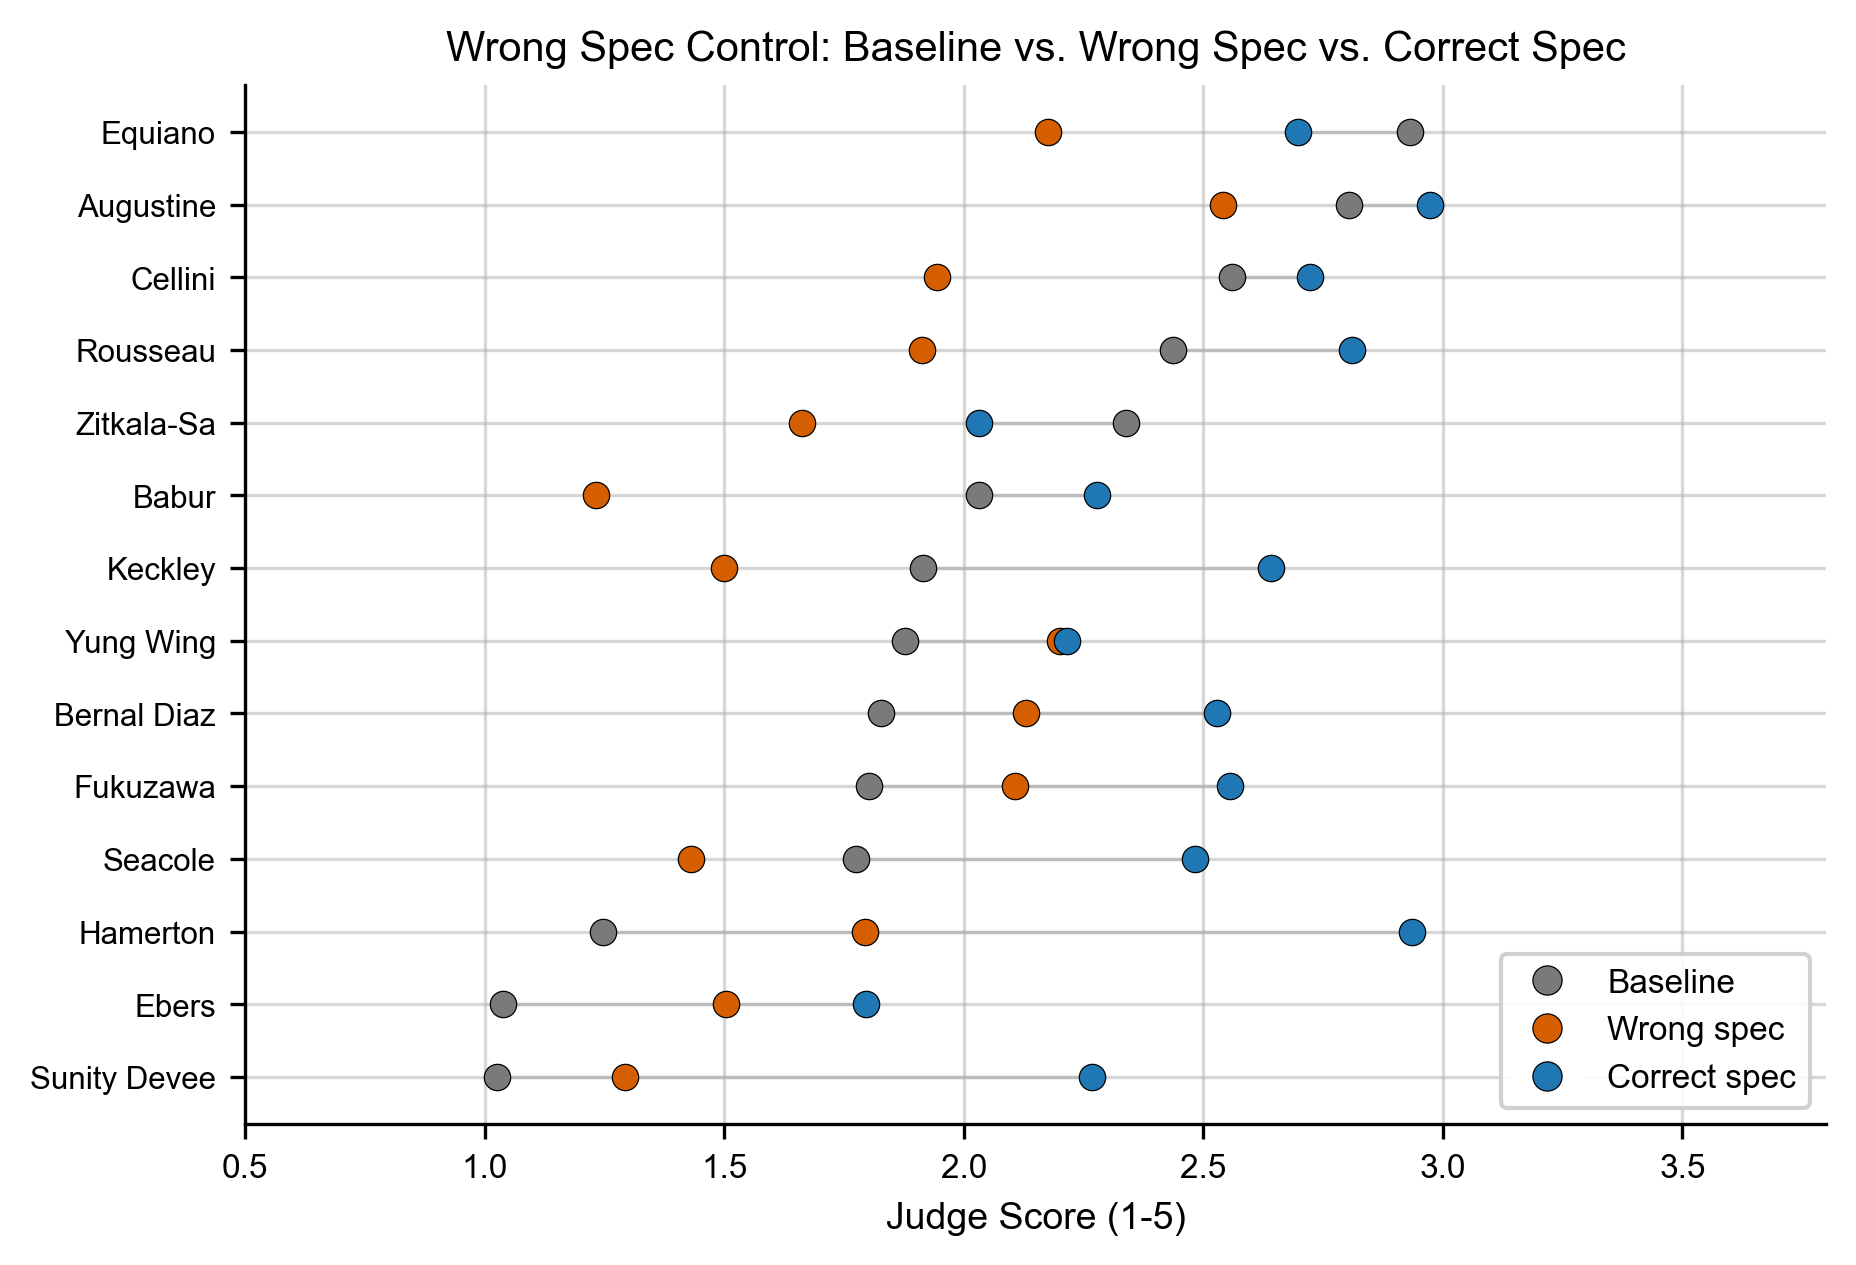 Wrong Spec Control: Baseline vs. Wrong Spec vs. Correct Spec
Equiano
Augustine
Cellini
Rousseau
Zitkala-Sa
Babur
Keckley
Yung Wing
Bernal Diaz
Fukuzawa
Seacole
Hamerton
Ebers
Sunity Devee
Baseline
Wrong spec
Correct spec
0.5 1.0 1.5 2.0 2.5 3.0 3.5
Judge Score (1-5)